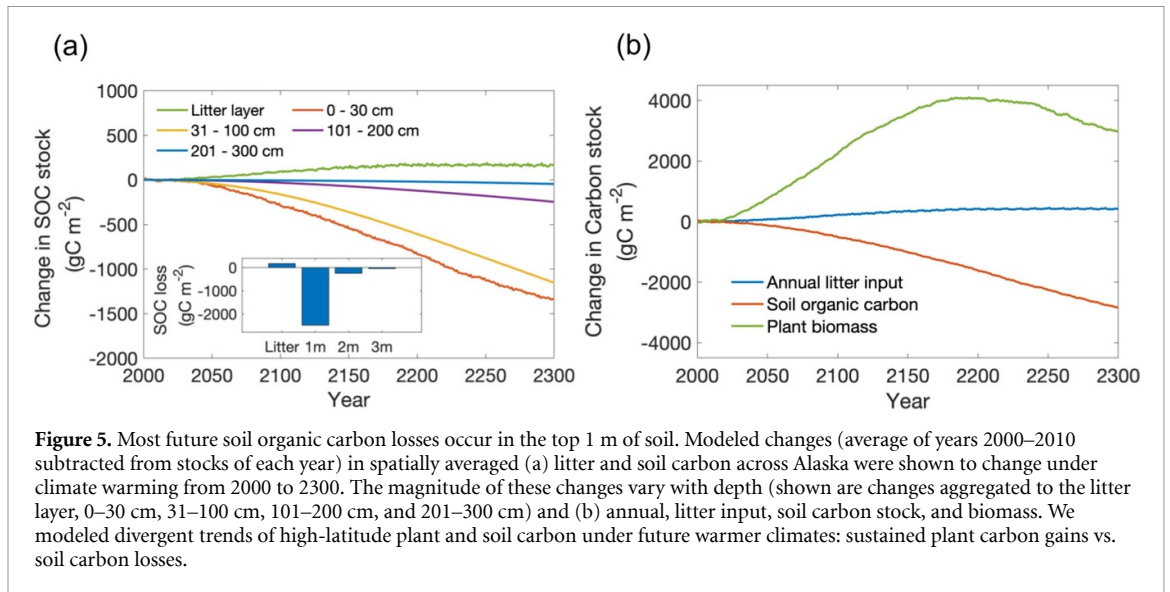 (a)
1000
500
0
-500
-1000
-1500
-2000
Change in SOC stock
(gC m⁻²)
Litter layer
0 - 30 cm
31 - 100 cm
101 - 200 cm
201 - 300 cm
0
-1000
-2000
SOC loss
(gC m⁻²)
Litter 1m 2m 3m
2000 2050 2100 2150 2200 2250 2300
Year
(b)
4000
2000
0
-2000
-4000
Change in Carbon stock
(gC m⁻²)
Annual litter input
Soil organic carbon
Plant biomass
2000 2050 2100 2150 2200 2250 2300
Year
Figure 5. Most future soil organic carbon losses occur in the top 1 m of soil. Modeled changes (average of years 2000–2010
subtracted from stocks of each year) in spatially averaged (a) litter and soil carbon across Alaska were shown to change under
climate warming from 2000 to 2300. The magnitude of these changes vary with depth (shown are changes aggregated to the litter
layer, 0–30 cm, 31–100 cm, 101–200 cm, and 201–300 cm) and (b) annual, litter input, soil carbon stock, and biomass. We
modeled divergent trends of high-latitude plant and soil carbon under future warmer climates: sustained plant carbon gains vs.
soil carbon losses.